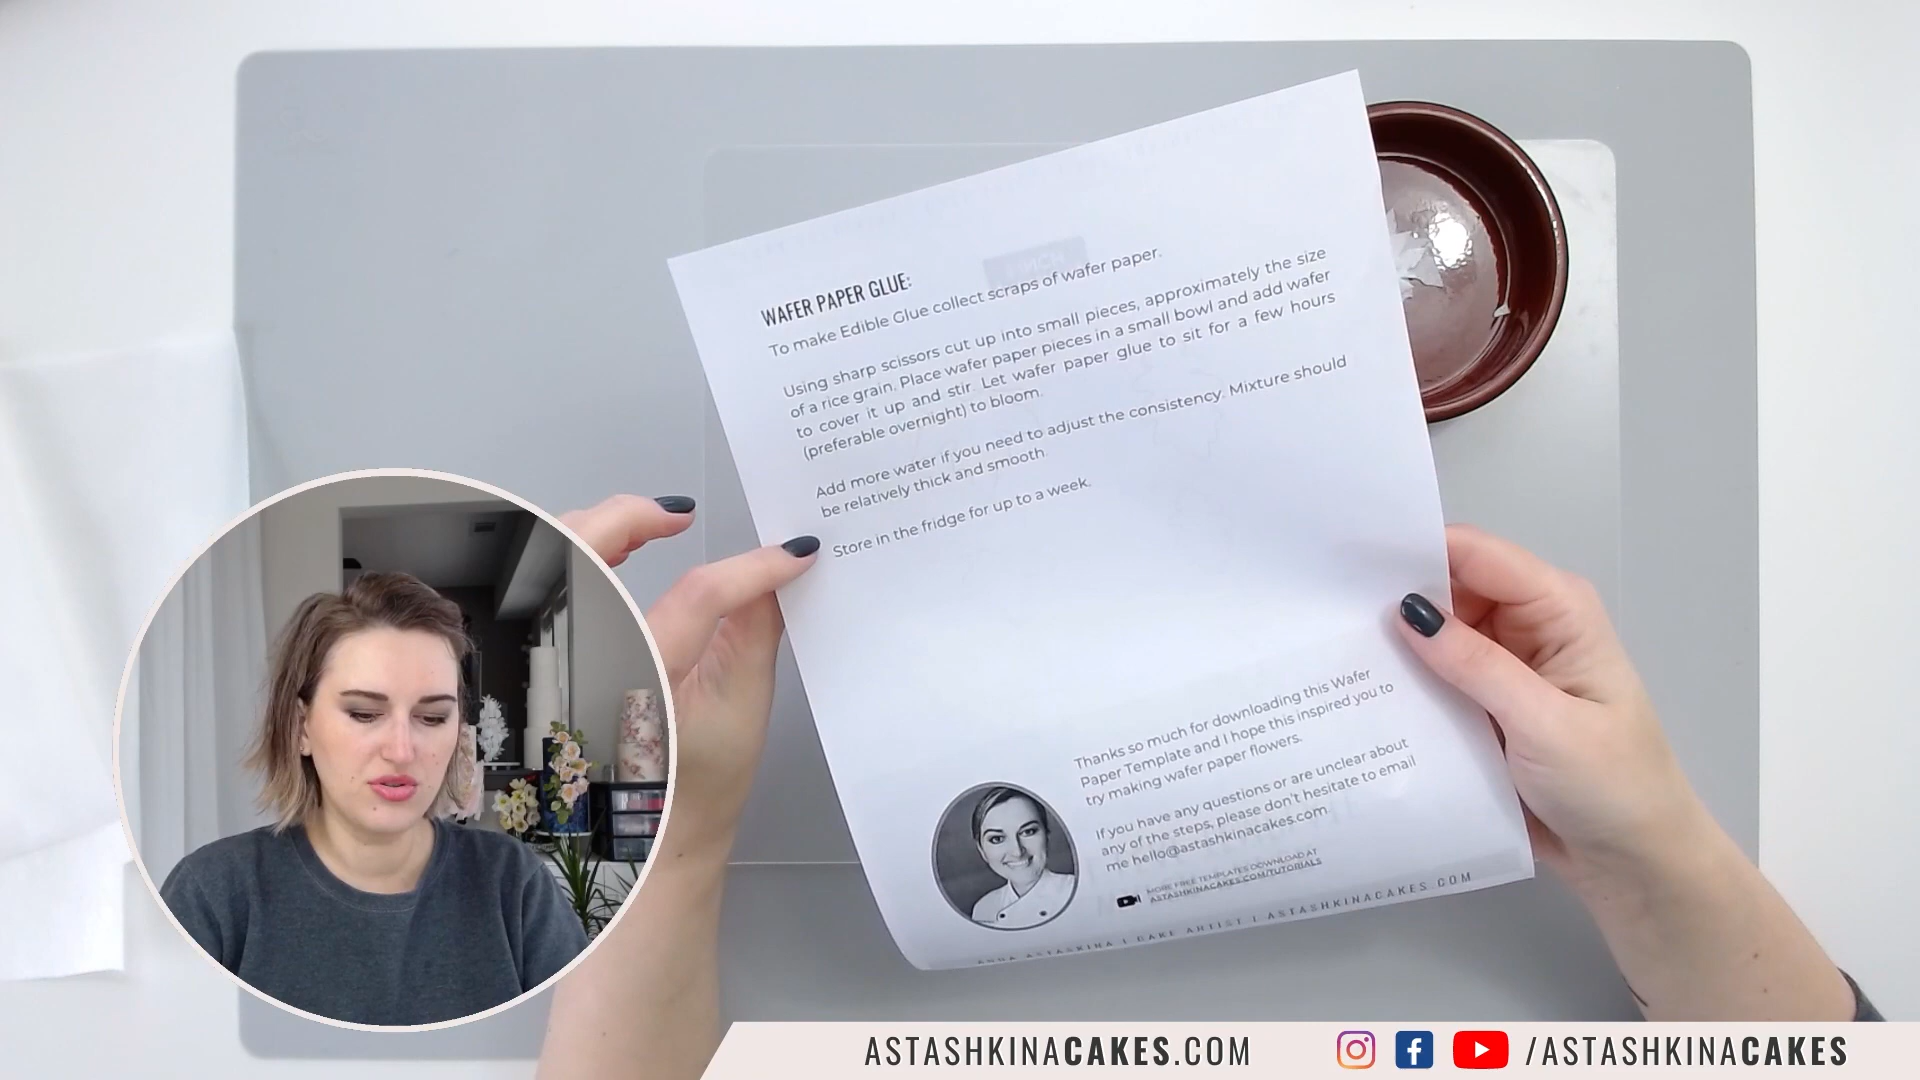 WAFER PAPER GLUE:
To make Edible Glue collect scraps of wafer paper.
Using sharp scissors cut up into small pieces, approximately the size
of a rice grain. Place wafer paper pieces in a small bowl and add wafer
to cover it up and stir. Let wafer paper glue to sit for a few hours
(preferable overnight) to bloom.
Add more water if you need to adjust the consistency. Mixture should
be relatively thick and smooth.
Store in the fridge for up to a week.
Thanks so much for downloading this Wafer
Paper Template and I hope this inspired you to
try making wafer paper flowers.
If you have any questions or are unclear about
any of the steps, please don't hesitate to email
me hello@astashkinacakes.com
MORE FREE TEMPLATES DOWNLOAD AT
ASTASHKINACAKES.COM/TUTORIALS
ANNA ASTASHKINA | CAKE ARTIST | ASTASHKINACAKES.COM
ASTASHKINACAKES.COM
/ASTASHKINACAKES